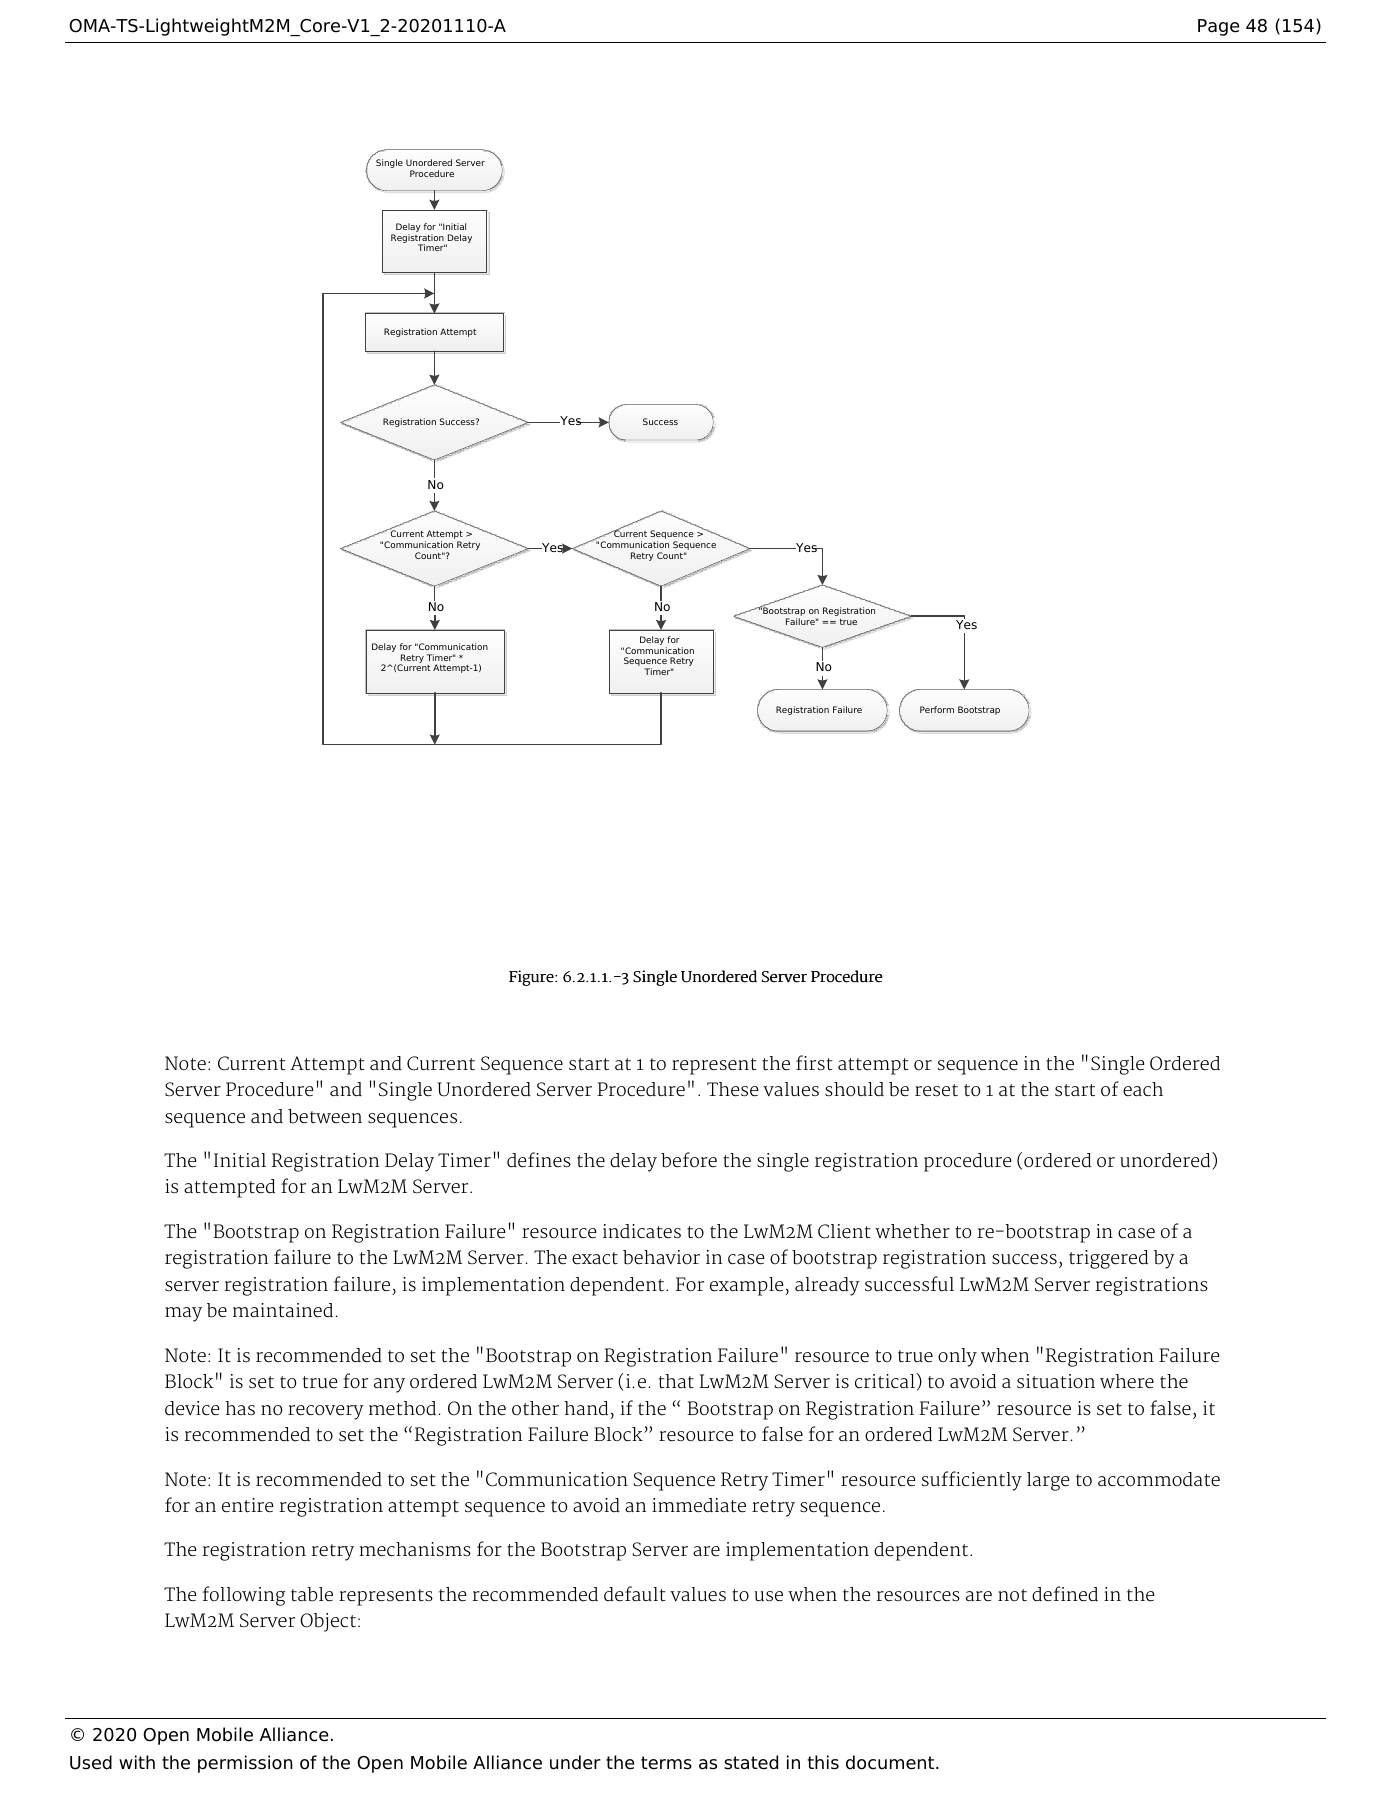 OMA-TS-LightweightM2M_Core-V1_2-20201110-A Page 48 (154)
Single Unordered Server
Procedure
Delay for "Initial
Registration Delay
Timer"
Registration Attempt
Registration Success?
Yes
Success
No
Current Attempt >
"Communication Retry
Count"?
Yes
Current Sequence >
"Communication Sequence
Retry Count"
Yes
No
No
"Bootstrap on Registration
Failure" == true
Yes
Delay for "Communication
Retry Timer" *
2^(Current Attempt-1)
Delay for
"Communication
Sequence Retry
Timer"
No
Registration Failure
Perform Bootstrap
Figure: 6.2.1.1.-3 Single Unordered Server Procedure
Note: Current Attempt and Current Sequence start at 1 to represent the first attempt or sequence in the "Single Ordered
Server Procedure" and "Single Unordered Server Procedure". These values should be reset to 1 at the start of each
sequence and between sequences.
The "Initial Registration Delay Timer" defines the delay before the single registration procedure (ordered or unordered)
is attempted for an LwM2M Server.
The "Bootstrap on Registration Failure" resource indicates to the LwM2M Client whether to re-bootstrap in case of a
registration failure to the LwM2M Server. The exact behavior in case of bootstrap registration success, triggered by a
server registration failure, is implementation dependent. For example, already successful LwM2M Server registrations
may be maintained.
Note: It is recommended to set the "Bootstrap on Registration Failure" resource to true only when "Registration Failure
Block" is set to true for any ordered LwM2M Server (i.e. that LwM2M Server is critical) to avoid a situation where the
device has no recovery method. On the other hand, if the “ Bootstrap on Registration Failure” resource is set to false, it
is recommended to set the “Registration Failure Block” resource to false for an ordered LwM2M Server.”
Note: It is recommended to set the "Communication Sequence Retry Timer" resource sufficiently large to accommodate
for an entire registration attempt sequence to avoid an immediate retry sequence.
The registration retry mechanisms for the Bootstrap Server are implementation dependent.
The following table represents the recommended default values to use when the resources are not defined in the
LwM2M Server Object:
© 2020 Open Mobile Alliance.
Used with the permission of the Open Mobile Alliance under the terms as stated in this document.